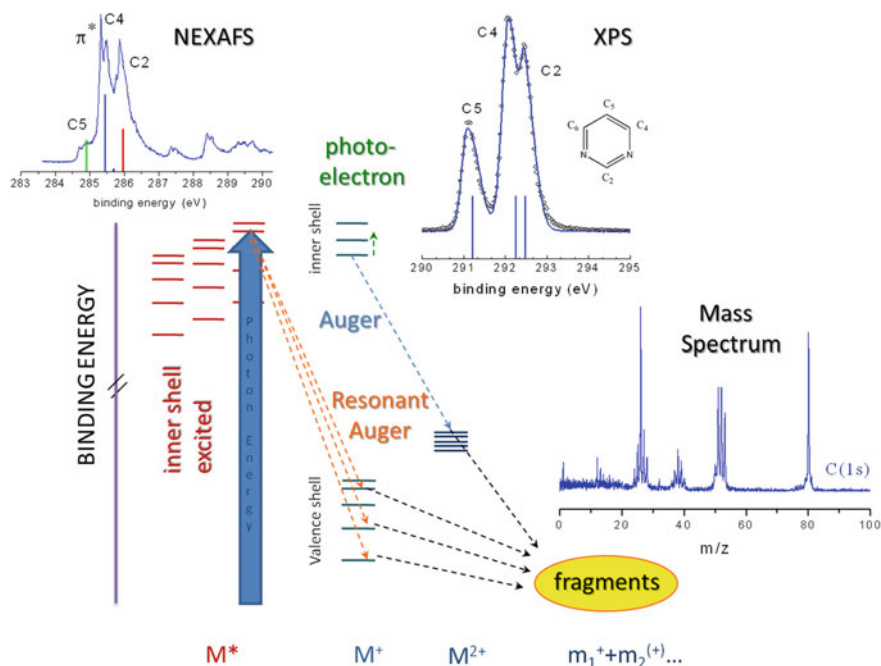 NEXAFS
π*
C4
C2
C5
283 284 285 286 287 288 289 290
binding energy (eV)
XPS
C4
C2
C5
C5
C6
C4
N
N
C2
290 291 292 293 294 295
binding energy (eV)
photo-
electron
inner shell
BINDING ENERGY
inner shell
excited
Photon Energy
Auger
Resonant
Auger
Valence shell
Mass
Spectrum
C(1s)
0 20 40 60 80 100
m/z
fragments
M*
M⁺
M²⁺
m₁⁺+m₂⁽⁺⁾...